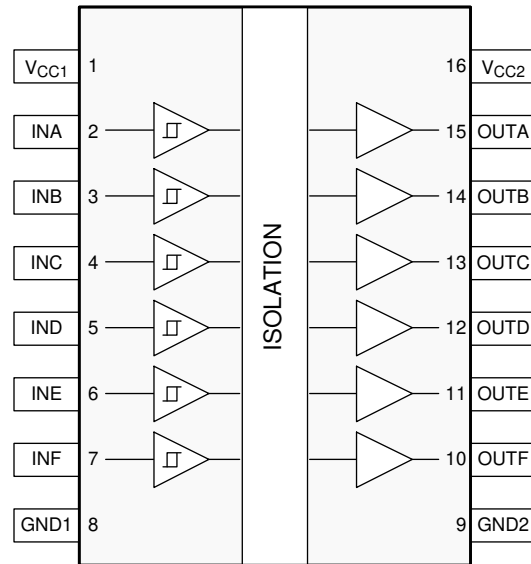 VCC1 1 16 VCC2
INA 2 15 OUTA
INB 3 14 OUTB
INC 4 13 OUTC
IND 5 12 OUTD
INE 6 11 OUTE
INF 7 10 OUTF
GND1 8 9 GND2
ISOLATION